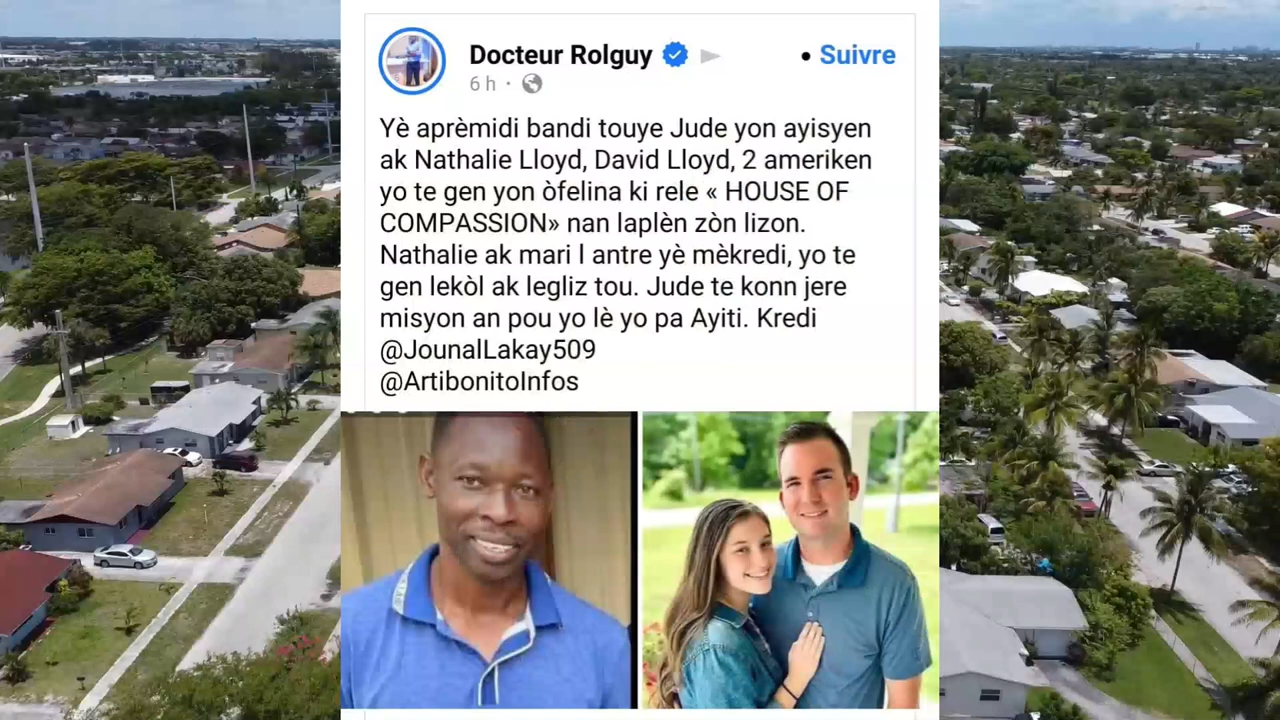 Docteur Rolguy
• Suivre
6 h ·
Yè aprèmidi bandi touye Jude yon ayisyen
ak Nathalie Lloyd, David Lloyd, 2 ameriken
yo te gen yon òfelina ki rele « HOUSE OF
COMPASSION» nan laplèn zòn lizon.
Nathalie ak mari l antre yè mèkredi, yo te
gen lekòl ak legliz tou. Jude te konn jere
misyon an pou yo lè yo pa Ayiti. Kredi
@JounalLakay509
@ArtibonitoInfos